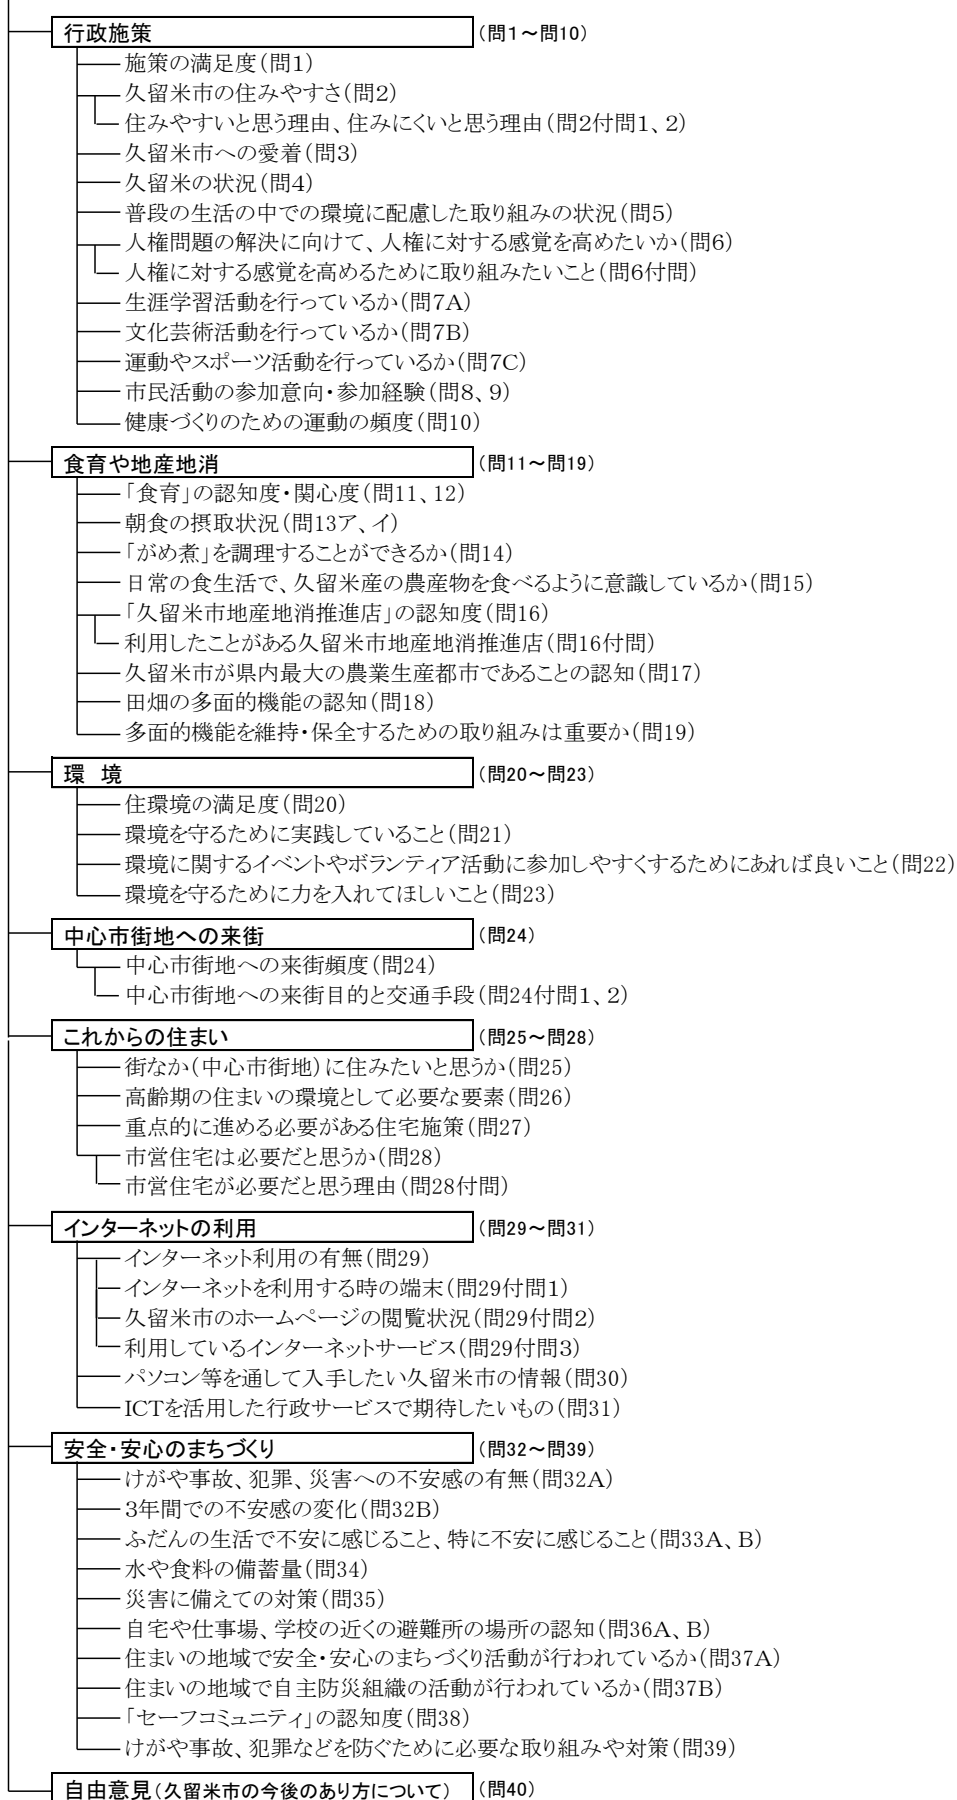 行政施策 (問1～問10)
施策の満足度(問1)
久留米市の住みやすさ(問2)
住みやすいと思う理由、住みにくいと思う理由(問2付問1、2)
久留米市への愛着(問3)
久留米の状況(問4)
普段の生活の中での環境に配慮した取り組みの状況(問5)
人権問題の解決に向けて、人権に対する感覚を高めたいか(問6)
人権に対する感覚を高めるために取り組みたいこと(問6付問)
生涯学習活動を行っているか(問7A)
文化芸術活動を行っているか(問7B)
運動やスポーツ活動を行っているか(問7C)
市民活動の参加意向・参加経験(問8、9)
健康づくりのための運動の頻度(問10)
食育や地産地消 (問11～問19)
「食育」の認知度・関心度(問11、12)
朝食の摂取状況(問13ア、イ)
「がめ煮」を調理することができるか(問14)
日常の食生活で、久留米産の農産物を食べるように意識しているか(問15)
「久留米市地産地消推進店」の認知度(問16)
利用したことがある久留米市地産地消推進店(問16付問)
久留米市が県内最大の農業生産都市であることの認知(問17)
田畑の多面的機能の認知(問18)
多面的機能を維持・保全するための取り組みは重要か(問19)
環 境 (問20～問23)
住環境の満足度(問20)
環境を守るために実践していること(問21)
環境に関するイベントやボランティア活動に参加しやすくするためにあれば良いこと(問22)
環境を守るために力を入れてほしいこと(問23)
中心市街地への来街 (問24)
中心市街地への来街頻度(問24)
中心市街地への来街目的と交通手段(問24付問1、2)
これからの住まい (問25～問28)
街なか(中心市街地)に住みたいと思うか(問25)
高齢期の住まいの環境として必要な要素(問26)
重点的に進める必要がある住宅施策(問27)
市営住宅は必要だと思うか(問28)
市営住宅が必要だと思う理由(問28付問)
インターネットの利用 (問29～問31)
インターネット利用の有無(問29)
インターネットを利用する時の端末(問29付問1)
久留米市のホームページの閲覧状況(問29付問2)
利用しているインターネットサービス(問29付問3)
パソコン等を通して入手したい久留米市の情報(問30)
ICTを活用した行政サービスで期待したいもの(問31)
安全・安心のまちづくり (問32～問39)
けがや事故、犯罪、災害への不安感の有無(問32A)
3年間での不安感の変化(問32B)
ふだんの生活で不安に感じること、特に不安に感じること(問33A、B)
水や食料の備蓄量(問34)
災害に備えての対策(問35)
自宅や仕事場、学校の近くの避難所の場所の認知(問36A、B)
住まいの地域で安全・安心のまちづくり活動が行われているか(問37A)
住まいの地域で自主防災組織の活動が行われているか(問37B)
「セーフコミュニティ」の認知度(問38)
けがや事故、犯罪などを防ぐために必要な取り組みや対策(問39)
自由意見(久留米市の今後のあり方について) (問40)